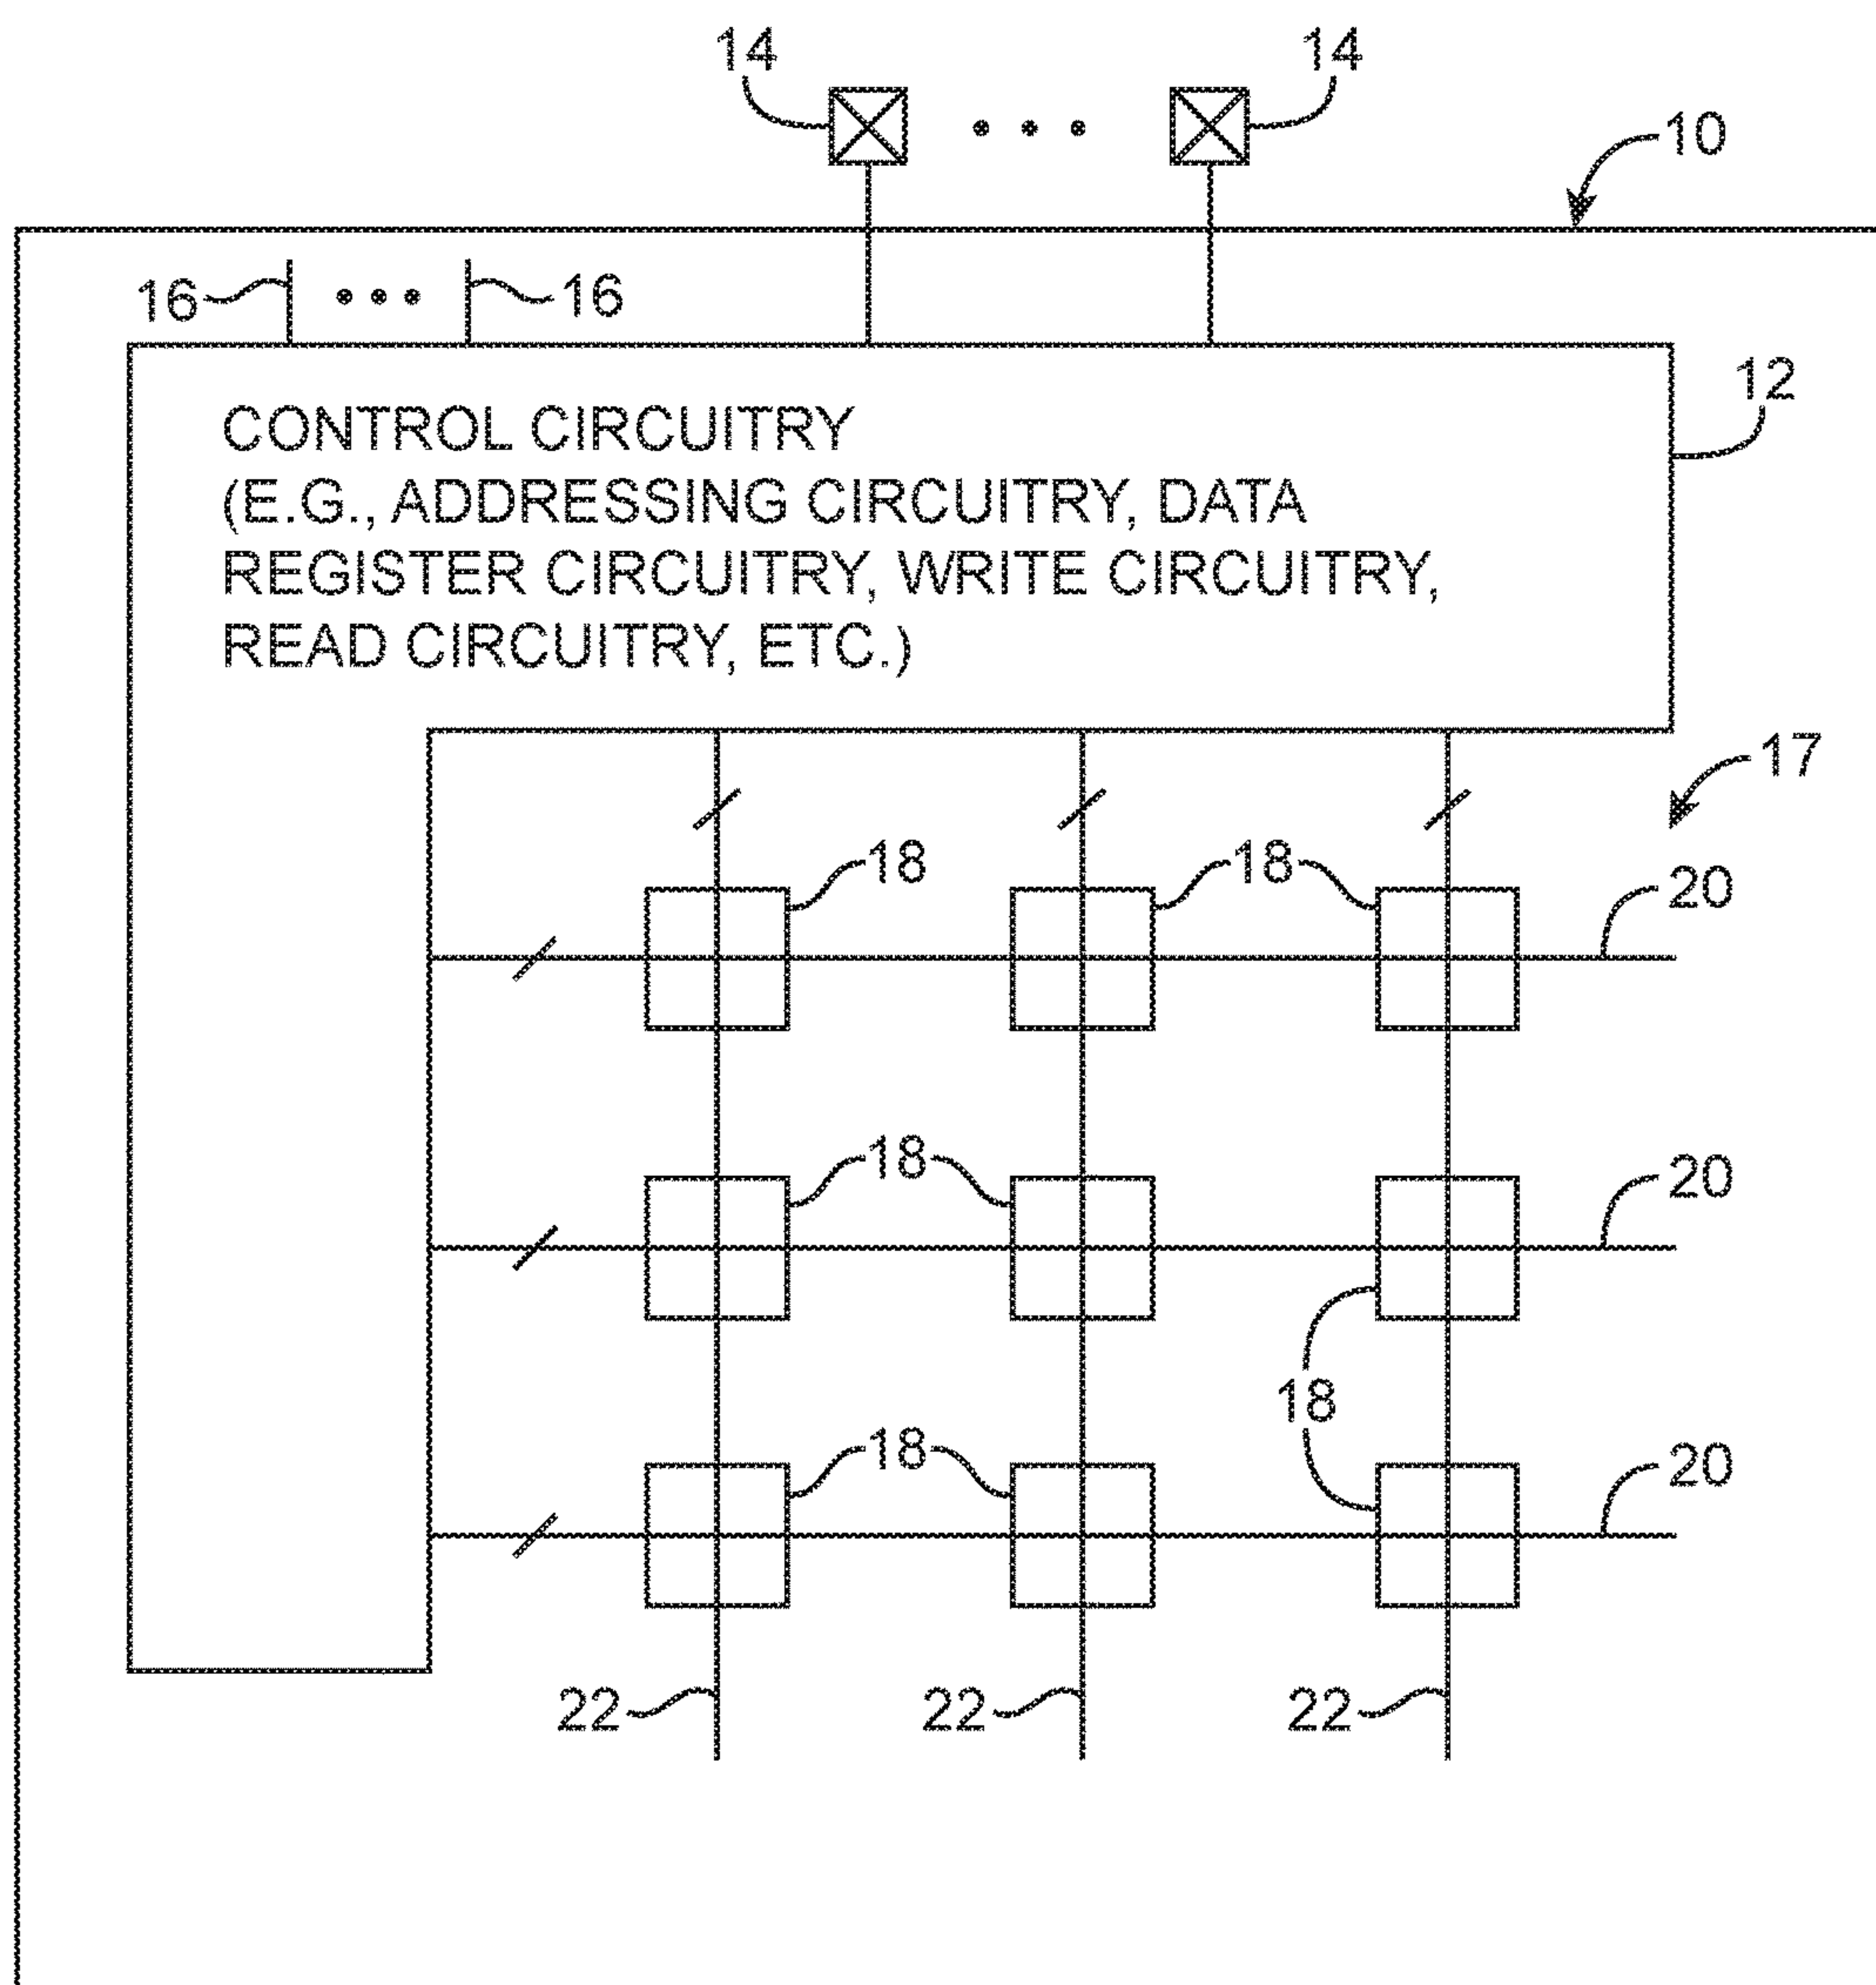 14 14
10
16 16
12
CONTROL CIRCUITRY
(E.G., ADDRESSING CIRCUITRY, DATA
REGISTER CIRCUITRY, WRITE CIRCUITRY,
READ CIRCUITRY, ETC.)
17
18 18
20
18
20
18
18
20
22 22 22